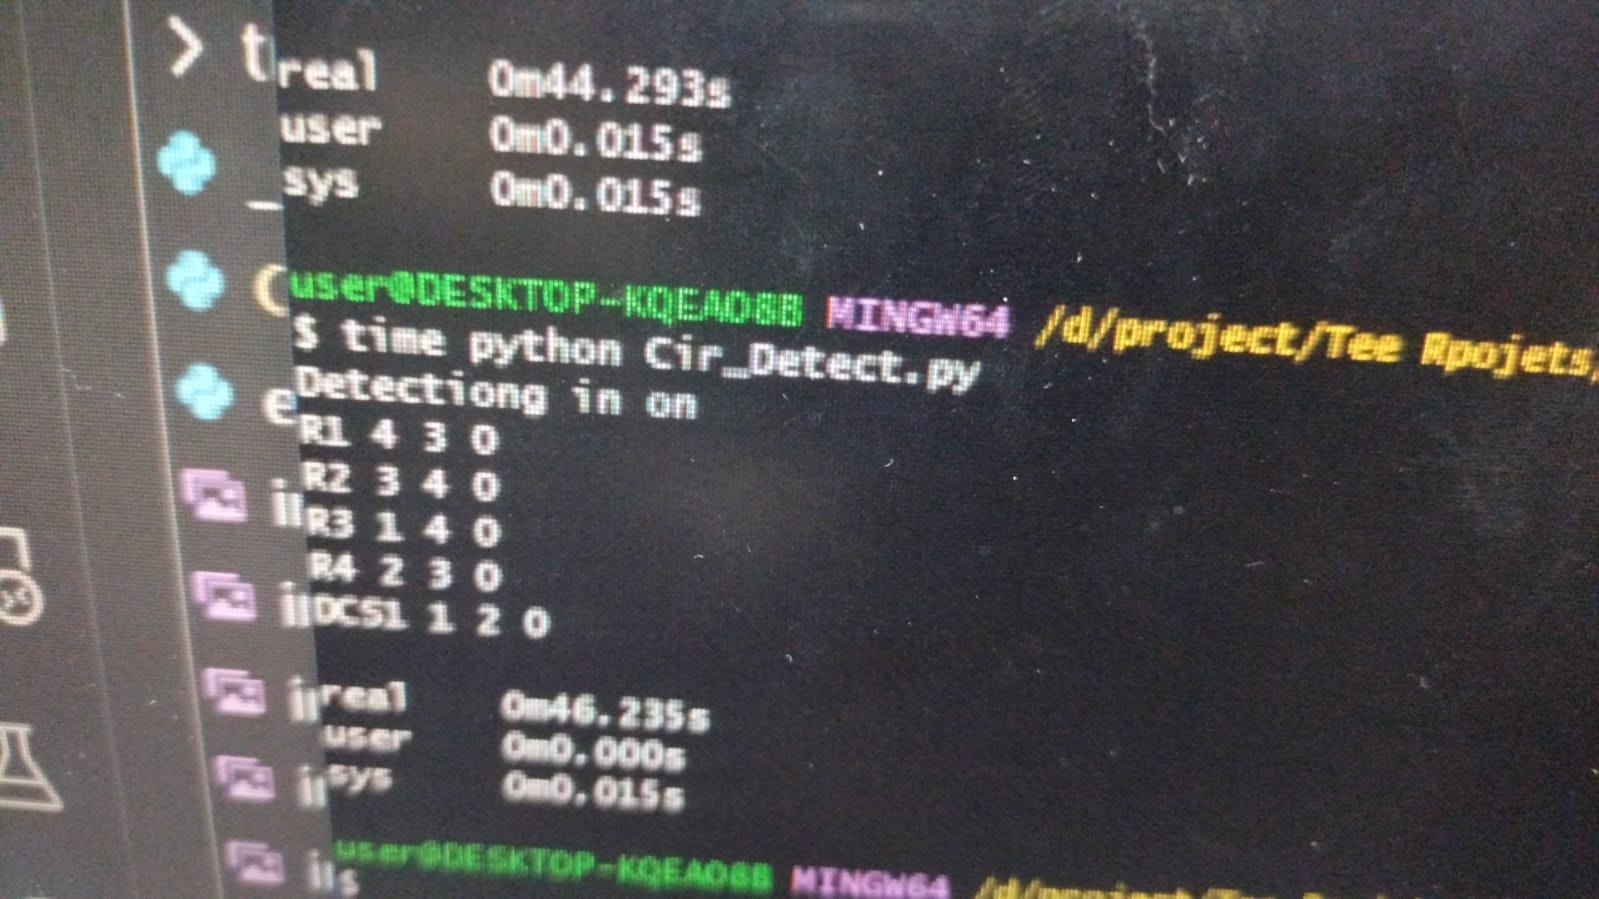 real 0m44.293s
user 0m0.015s
sys 0m0.015s
user@DESKTOP-KQEAO8B MINGW64 /d/project/Tee Rpojets
$ time python Cir_Detect.py
Detectiong in on
R1 4 3 0
R2 3 4 0
R3 1 4 0
R4 2 3 0
DCS1 1 2 0
real 0m46.235s
user 0m0.000s
sys 0m0.015s
user@DESKTOP-KQEAO8B MINGW64